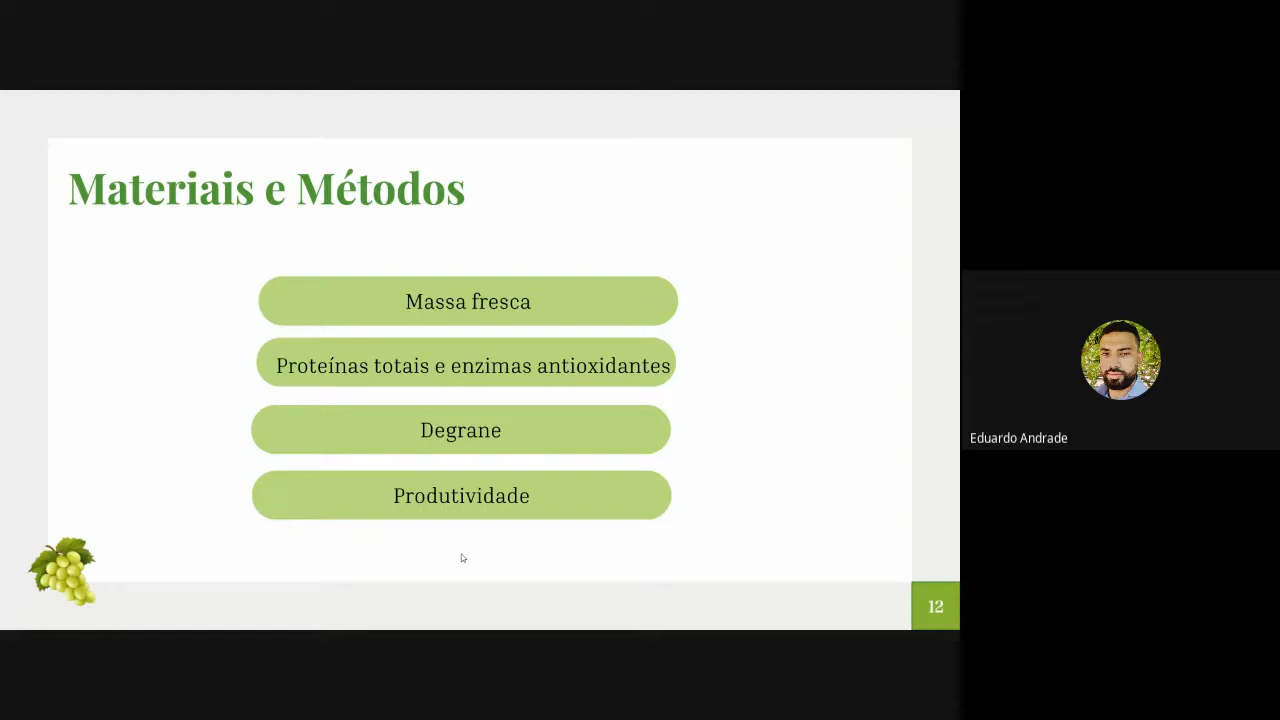 Materiais e Métodos
Massa fresca
Proteínas totais e enzimas antioxidantes
Degrane
Produtividade
12
Eduardo Andrade